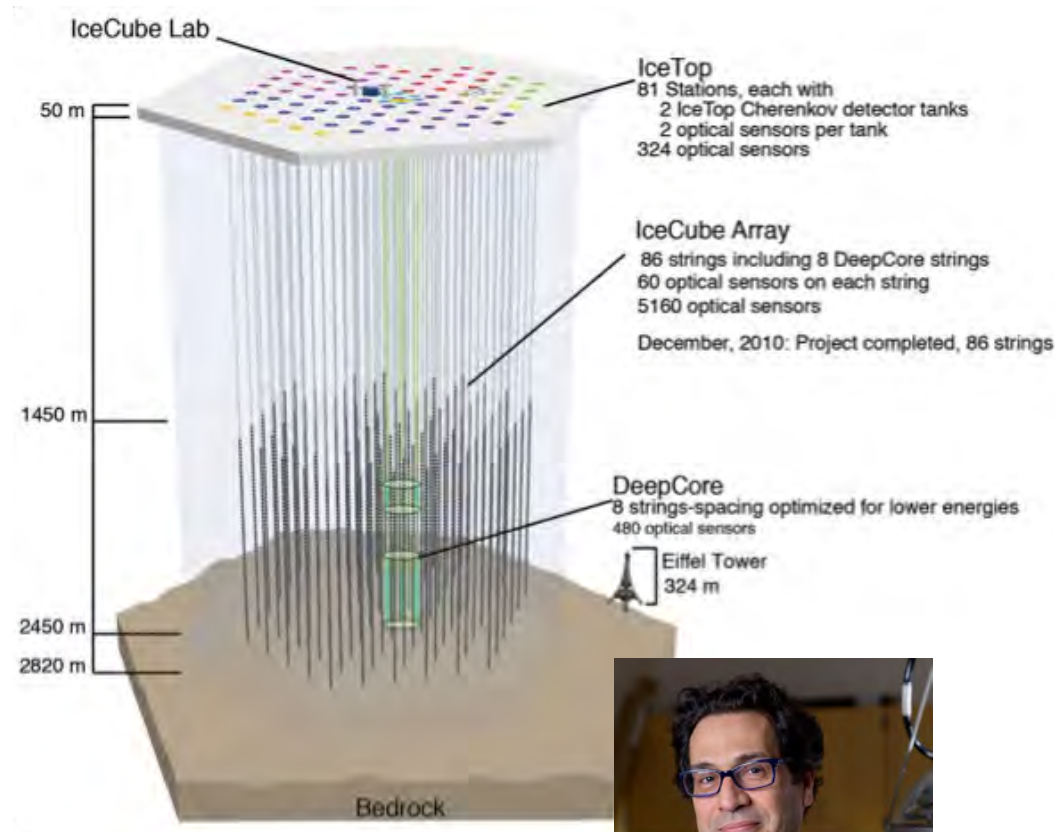 IceCube Lab
50 m
IceTop
81 Stations, each with
2 IceTop Cherenkov detector tanks
2 optical sensors per tank
324 optical sensors
IceCube Array
86 strings including 8 DeepCore strings
60 optical sensors on each string
5160 optical sensors
December, 2010: Project completed, 86 strings
1450 m
DeepCore
8 strings-spacing optimized for lower energies
480 optical sensors
Eiffel Tower
324 m
2450 m
2820 m
Bedrock